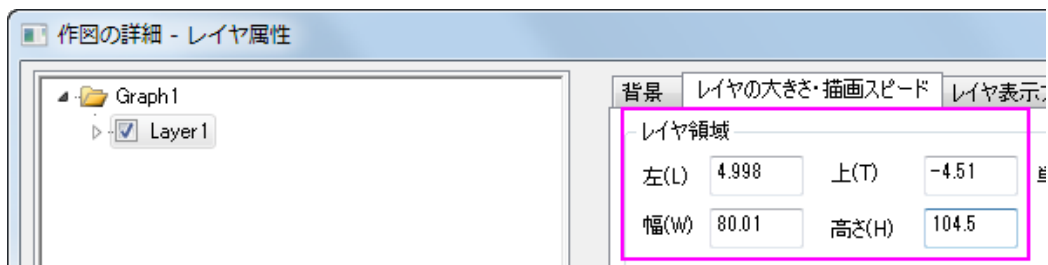 作図の詳細 - レイヤ属性
Graph1
Layer1
背景 レイヤの大きさ・描画スピード レイヤ表示
レイヤ領域
左(L) 4.998 上(T) -4.51
幅(W) 80.01 高さ(H) 104.5